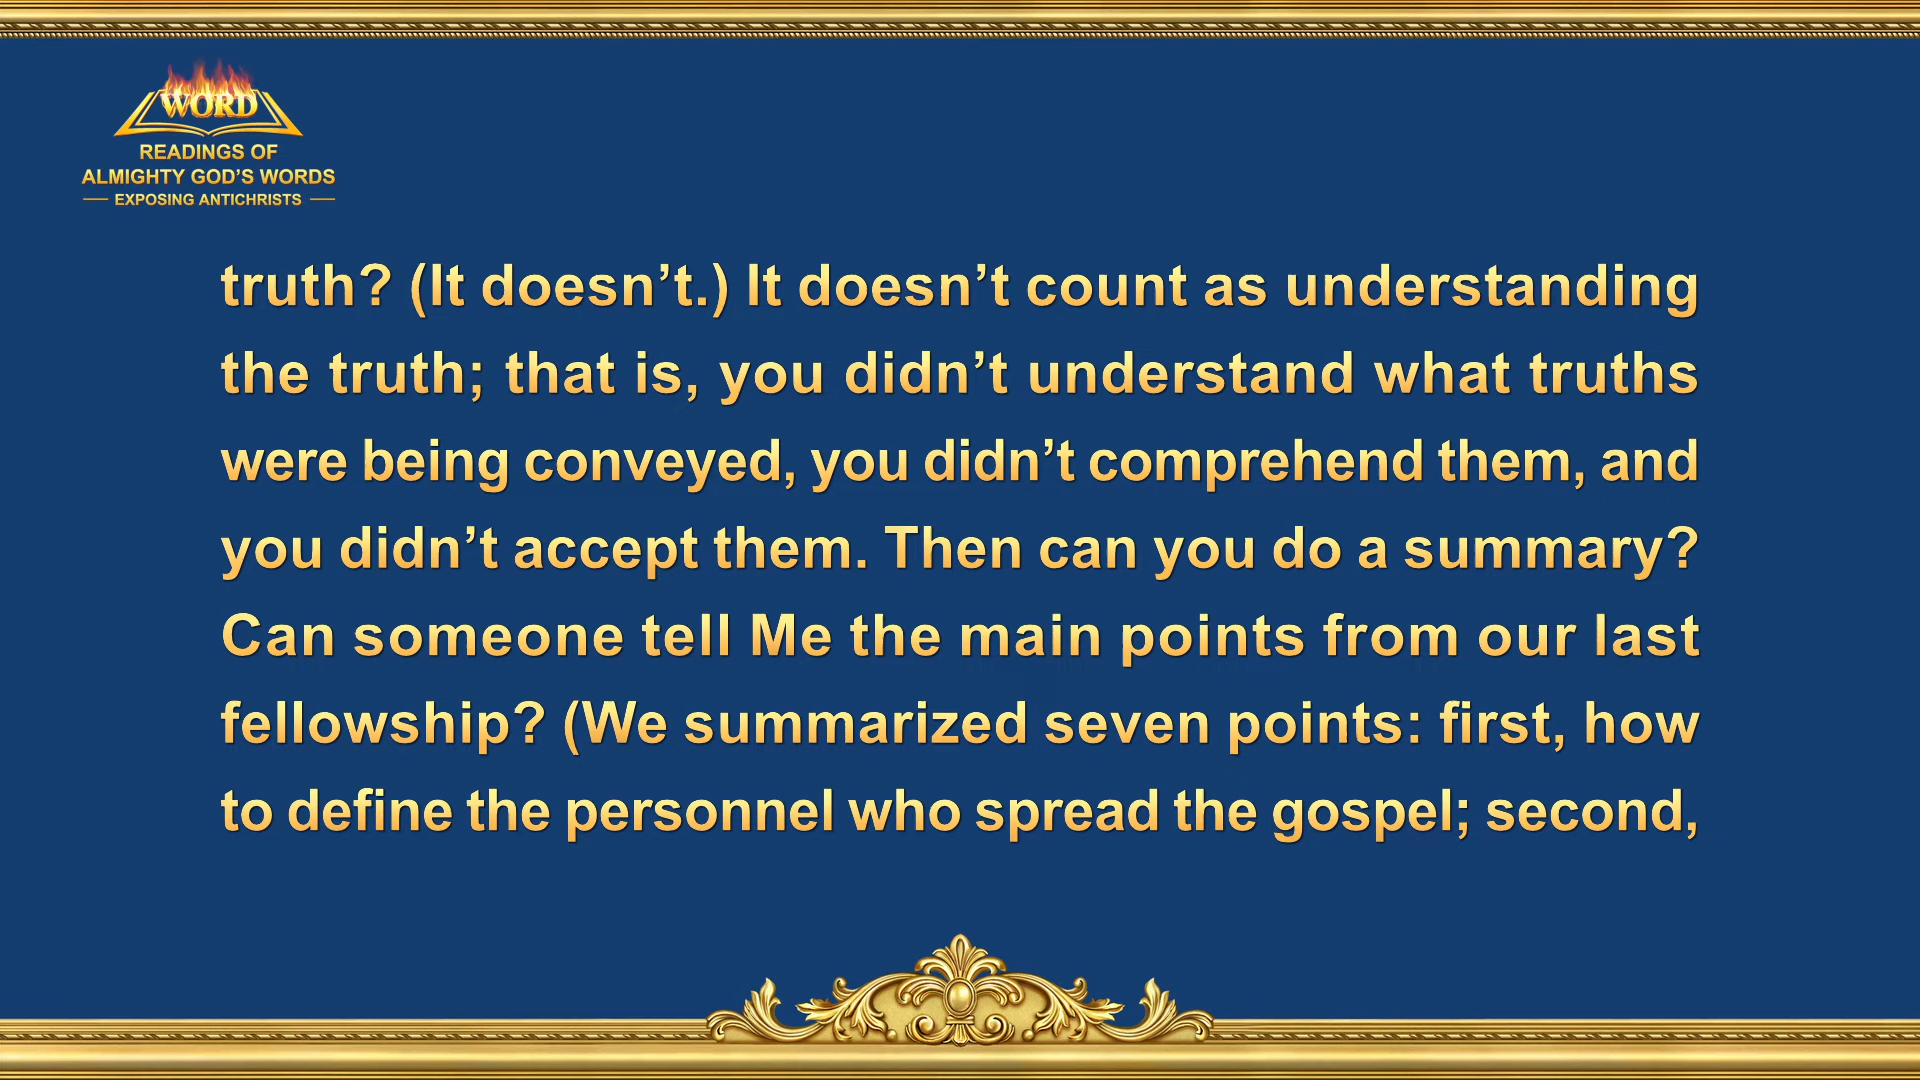 WORD
READINGS OF
ALMIGHTY GOD’S WORDS
EXPOSING ANTICHRISTS
truth? (It doesn’t.) It doesn’t count as understanding
the truth; that is, you didn’t understand what truths
were being conveyed, you didn’t comprehend them, and
you didn’t accept them. Then can you do a summary?
Can someone tell Me the main points from our last
fellowship? (We summarized seven points: first, how
to define the personnel who spread the gospel; second,